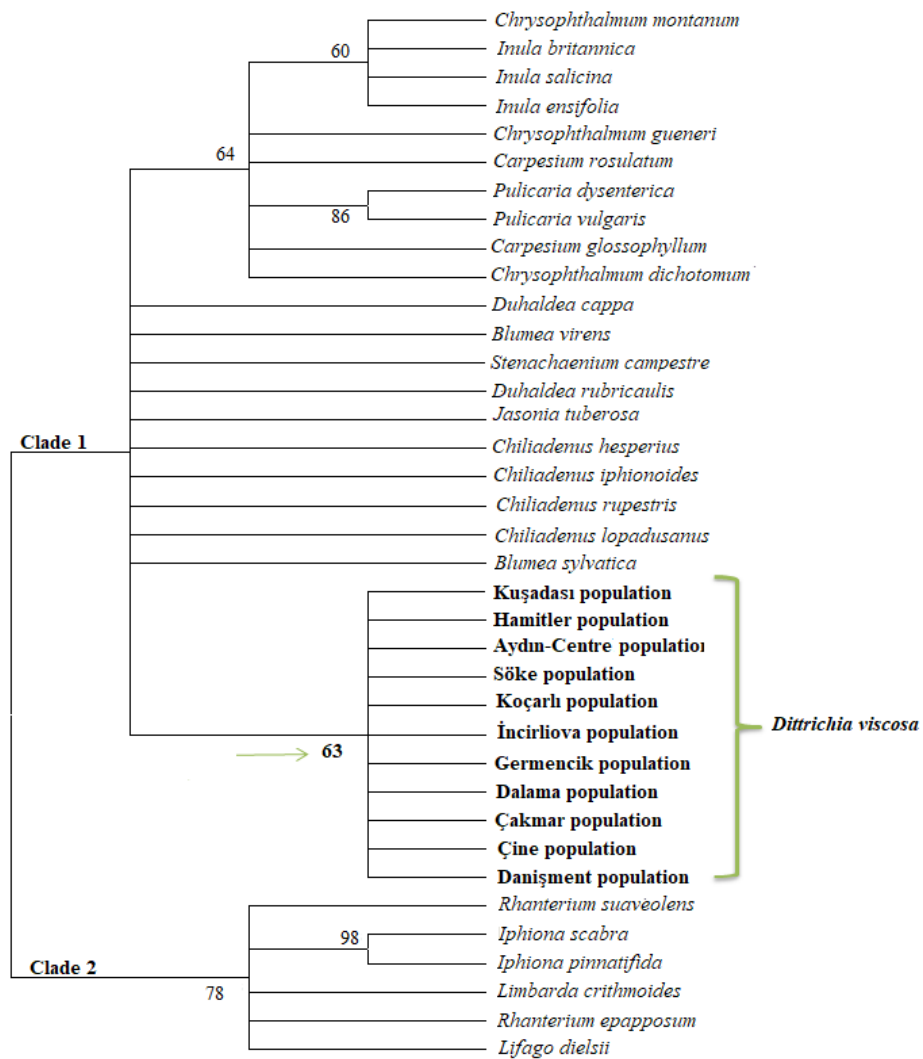 Chrysophthalmum montanum
60
Inula britannica
Inula salicina
Inula ensifolia
Chrysophthalmum gueneri
64
Carpesium rosulatum
Pulicaria dysenterica
86
Pulicaria vulgaris
Carpesium glossophyllum
Chrysophthalmum dichotomum
Duhaldea cappa
Blumea virens
Stenachaenium campestre
Duhaldea rubricaulis
Jasonia tuberosa
Clade 1
Chiliadenus hesperius
Chiliadenus iphionoides
Chiliadenus rupestris
Chiliadenus lopadusanus
Blumea sylvatica
Kuşadası population
Hamitler population
Aydın-Centre population
Söke population
Koçarlı population
Dittrichia viscosa
İncirliova population
63
Germencik population
Dalama population
Çakmar population
Çine population
Danişment population
Rhanterium suaveolens
98
Iphiona scabra
Iphiona pinnatifida
Clade 2
78
Limbarda crithmoides
Rhanterium epapposum
Lifago dielsii